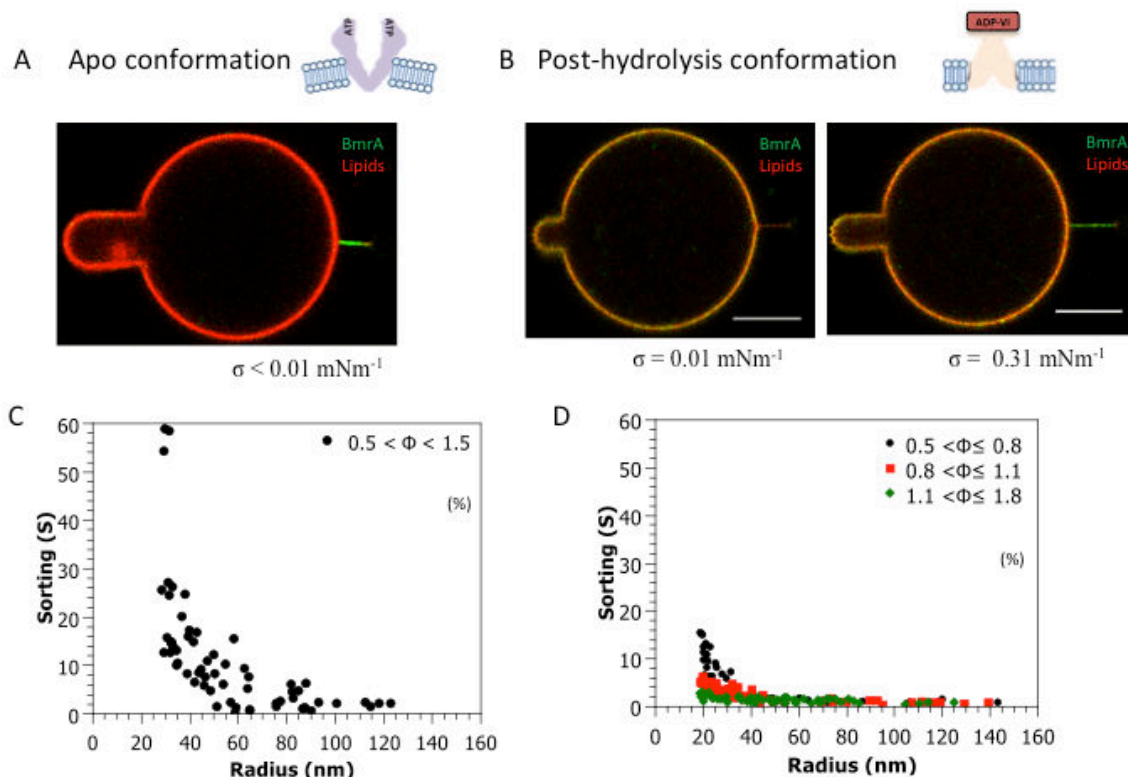 A Apo conformation
ATP ATP
B Post-hydrolysis conformation
ADP-Vi
BmrA
Lipids
BmrA
Lipids
BmrA
Lipids
σ < 0.01 mNm⁻¹
σ = 0.01 mNm⁻¹
σ = 0.31 mNm⁻¹
C
60
50
40
30
20
10
0
Sorting (S)
0.5 < Φ < 1.5
(%)
0 20 40 60 80 100 120 140 160
Radius (nm)
D
60
50
40
30
20
10
0
Sorting (S)
0.5 <Φ≤ 0.8
0.8 <Φ≤ 1.1
1.1 <Φ≤ 1.8
(%)
0 20 40 60 80 100 120 140 160
Radius (nm)